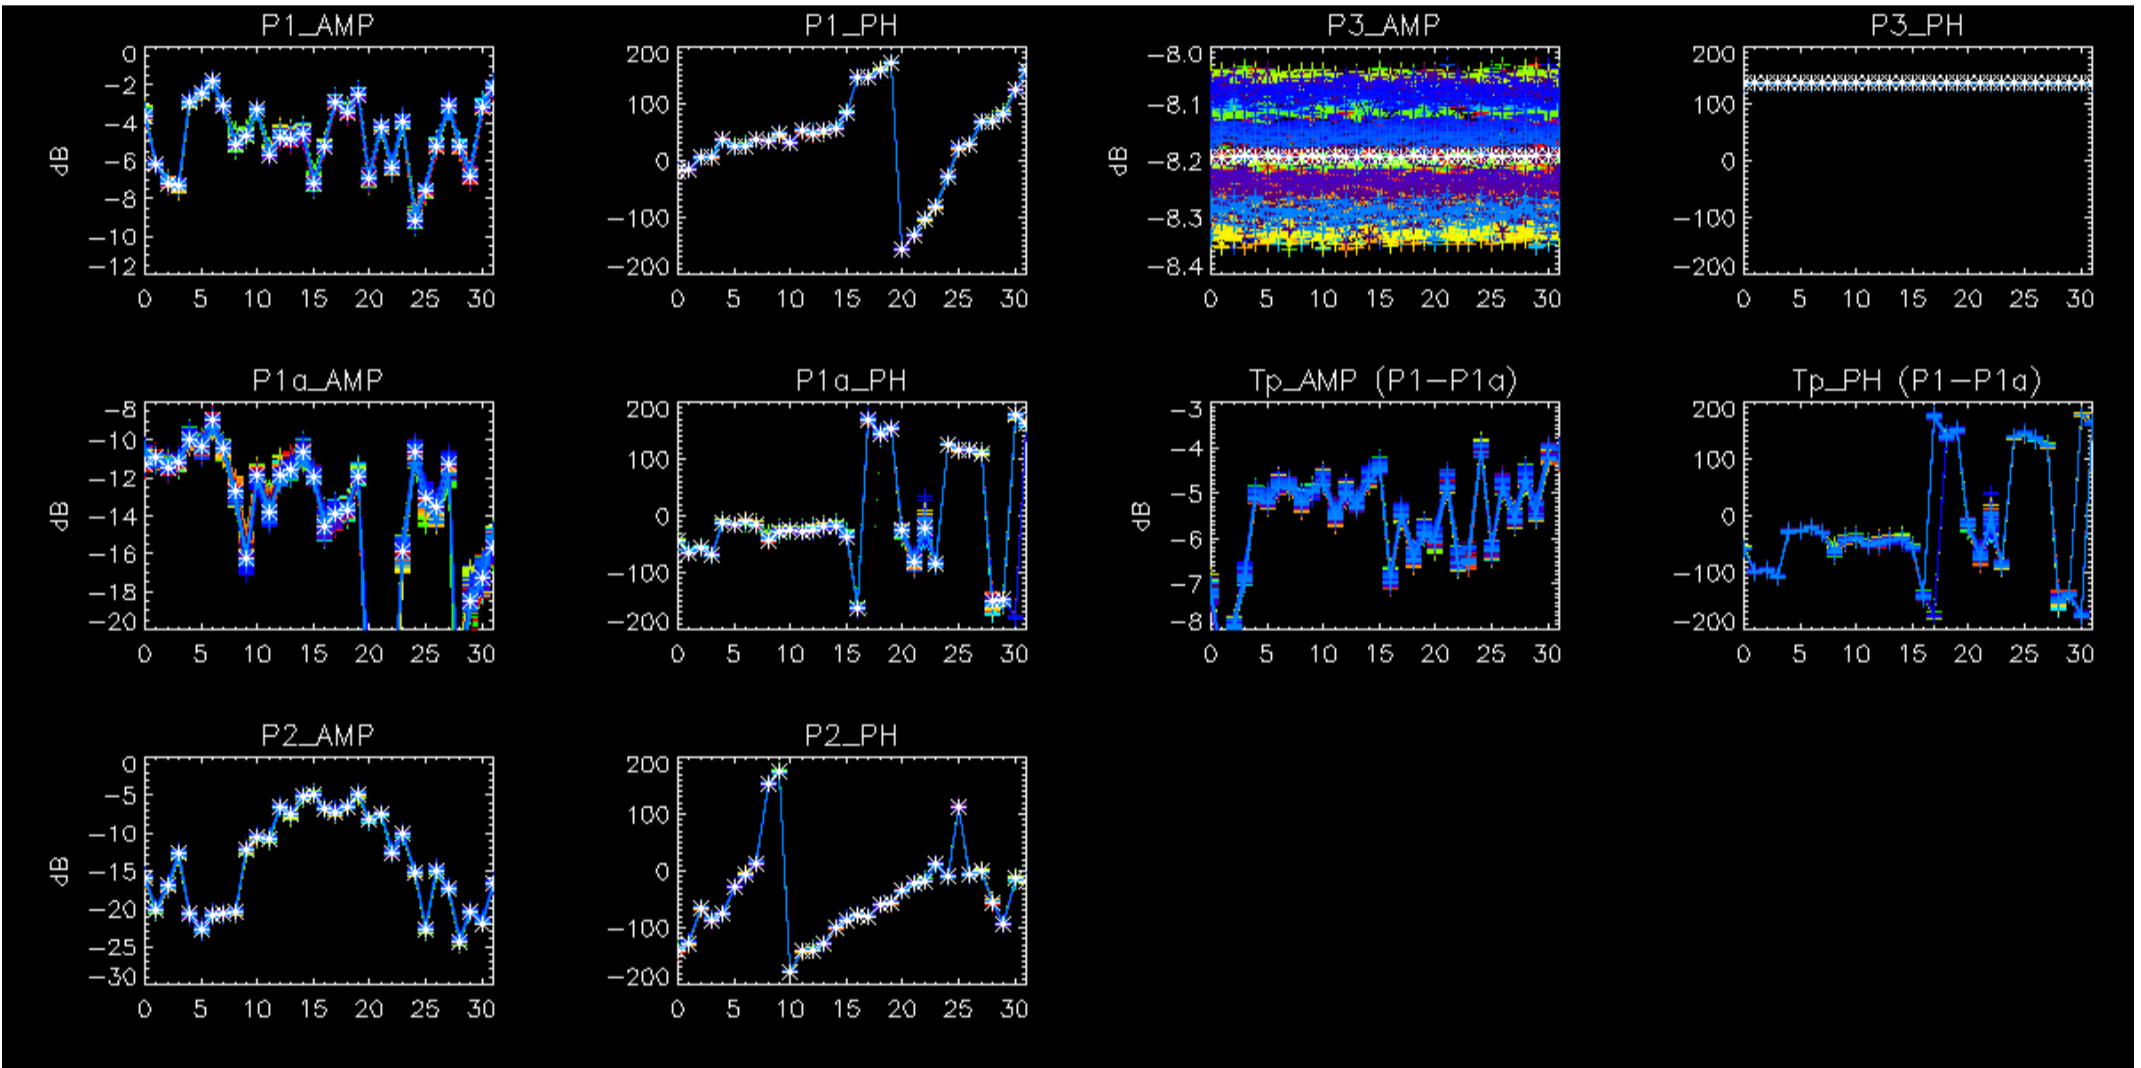 P1_AMP
0
−2
−4
−6
−8
−10
−12
dB
0 5 10 15 20 25 30
P1_PH
200
100
0
−100
−200
0 5 10 15 20 25 30
P3_AMP
−8.0
−8.1
−8.2
−8.3
−8.4
dB
0 5 10 15 20 25 30
P3_PH
200
100
0
−100
−200
0 5 10 15 20 25 30
P1a_AMP
−8
−10
−12
−14
−16
−18
−20
dB
0 5 10 15 20 25 30
P1a_PH
200
100
0
−100
−200
0 5 10 15 20 25 30
Tp_AMP (P1−P1a)
−3
−4
−5
−6
−7
−8
dB
0 5 10 15 20 25 30
Tp_PH (P1−P1a)
200
100
0
−100
−200
0 5 10 15 20 25 30
P2_AMP
0
−5
−10
−15
−20
−25
−30
dB
0 5 10 15 20 25 30
P2_PH
200
100
0
−100
−200
0 5 10 15 20 25 30